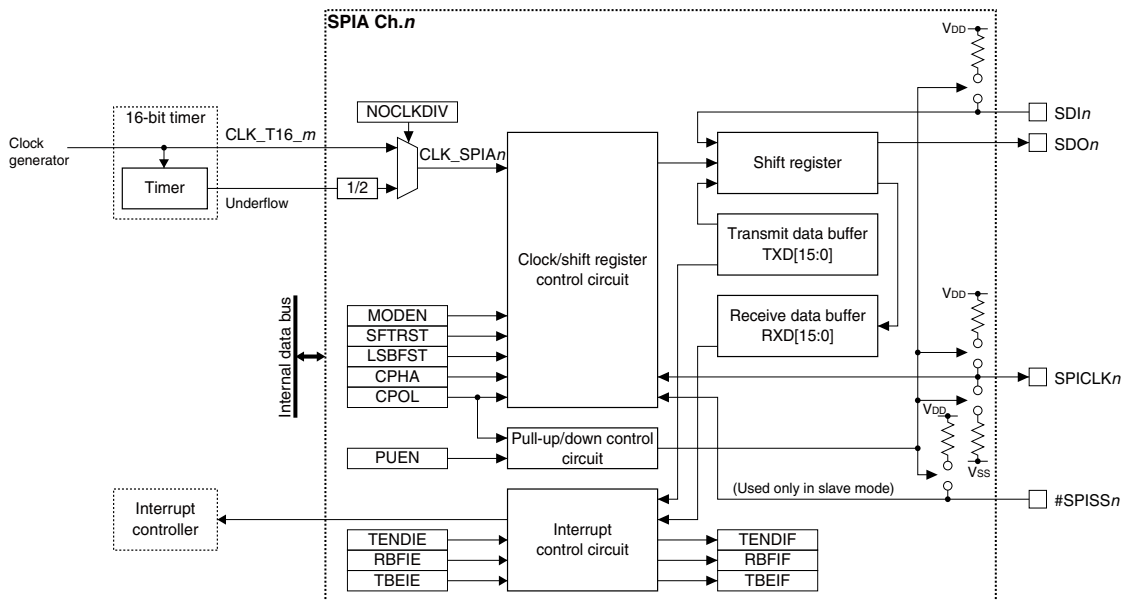 SPIA Ch.n
VDD
16-bit timer
NOCLKDIV
SDIn
Clock
generator
CLK_T16_m
CLK_SPIAn
SDOn
Shift register
Timer
1/2
Underflow
Transmit data buffer
TXD[15:0]
Clock/shift register
control circuit
Internal data bus
VDD
MODEN
SFTRST
LSBFST
CPHA
CPOL
Receive data buffer
RXD[15:0]
SPICLKn
VDD
Pull-up/down control
circuit
PUEN
VSS
(Used only in slave mode)
#SPISSn
Interrupt
controller
Interrupt
control circuit
TENDIE
RBFIE
TBEIE
TENDIF
RBFIF
TBEIF